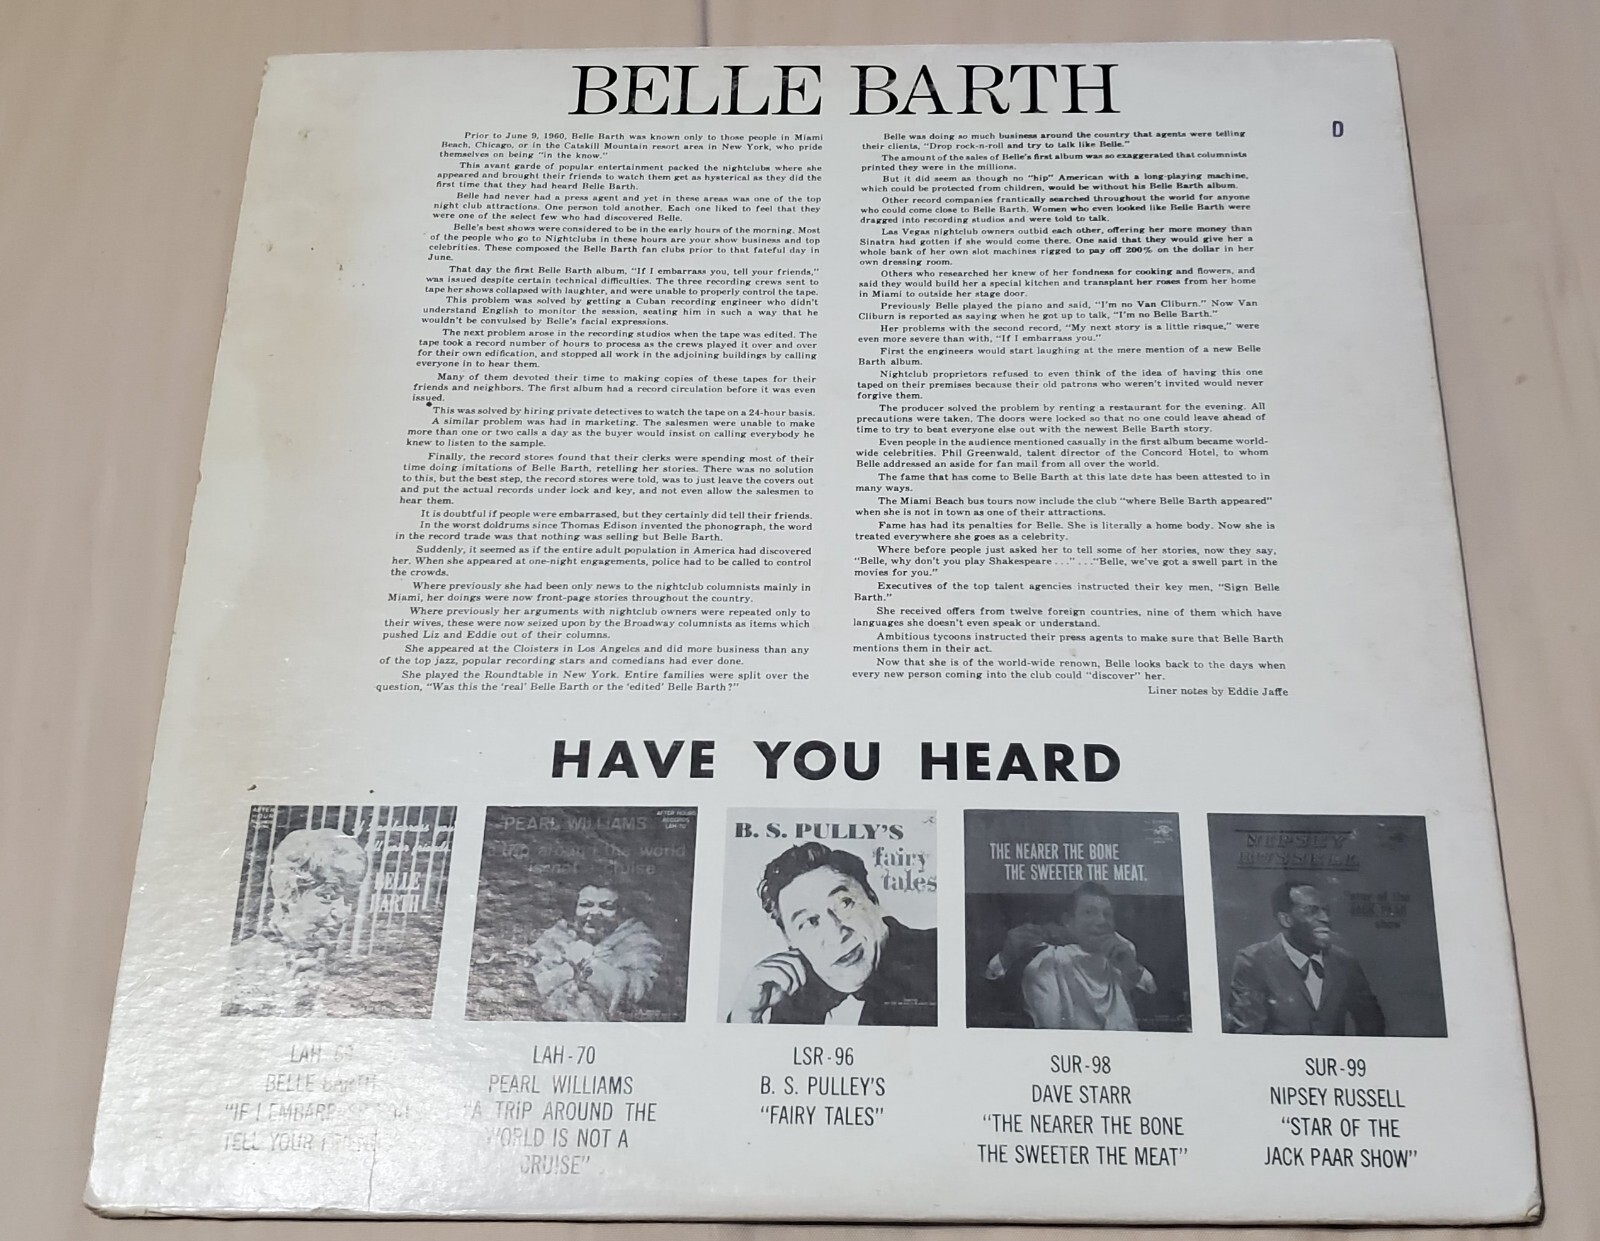 BELLE BARTH
D
Prior to June 9, 1960, Belle Barth was known only to those people in Miami
Beach, Chicago, or in the Catskill Mountain resort area in New York, who pride
themselves on being "in the know."
This avant garde of popular entertainment packed the nightclubs where she
appeared and brought their friends to watch them get as hysterical as they did the
first time that they had heard Belle Barth.
Belle had never had a press agent and yet in these areas was one of the top
night club attractions. One person told another. Each one liked to feel that they
were one of the select few who had discovered Belle.
Belle's best shows were considered to be in the early hours of the morning. Most
of the people who go to Nightclubs in these hours are your show business and top
celebrities. These composed the Belle Barth fan clubs prior to that fateful day in
June.
That day the first Belle Barth album, "If I embarrass you, tell your friends,"
was issued despite certain technical difficulties. The three recording crews sent to
tape her shows collapsed with laughter, and were unable to properly control the tape.
This problem was solved by getting a Cuban recording engineer who didn't
understand English to monitor the session, seating him in such a way that he
wouldn't be convulsed by Belle's facial expressions.
The next problem arose in the recording studios when the tape was edited. The
tape took a record number of hours to process as the crews played it over and over
for their own edification, and stopped all work in the adjoining buildings by calling
everyone in to hear them.
Many of them devoted their time to making copies of these tapes for their
friends and neighbors. The first album had a record circulation before it was even
issued.
This was solved by hiring private detectives to watch the tape on a 24-hour basis.
A similar problem was had in marketing. The salesmen were unable to make
more than one or two calls a day as the buyer would insist on calling everybody he
knew to listen to the sample.
Finally, the record stores found that their clerks were spending most of their
time doing imitations of Belle Barth, retelling her stories. There was no solution
to this, but the best step, the record stores were told, was to just leave the covers out
and put the actual records under lock and key, and not even allow the salesmen to
hear them.
It is doubtful if people were embarrased, but they certainly did tell their friends.
In the worst doldrums since Thomas Edison invented the phonograph, the word
in the record trade was that nothing was selling but Belle Barth.
Suddenly, it seemed as if the entire adult population in America had discovered
her. When she appeared at one-night engagements, police had to be called to control
the crowds.
Where previously she had been only news to the nightclub columnists mainly in
Miami, her doings were now front-page stories throughout the country.
Where previously her arguments with nightclub owners were repeated only to
their wives, these were now seized upon by the Broadway columnists as items which
pushed Liz and Eddie out of their columns.
She appeared at the Cloisters in Los Angeles and did more business than any
of the top jazz, popular recording stars and comedians had ever done.
She played the Roundtable in New York. Entire families were split over the
question, "Was this the 'real' Belle Barth or the 'edited' Belle Barth?"
Belle was doing so much business around the country that agents were telling
their clients, "Drop rock-n-roll and try to talk like Belle."
The amount of the sales of Belle's first album was so exaggerated that columnists
printed they were in the millions.
But it did seem as though no "hip" American with a long-playing machine,
which could be protected from children, would be without his Belle Barth album.
Other record companies frantically searched throughout the world for anyone
who could come close to Belle Barth. Women who even looked like Belle Barth were
dragged into recording studios and were told to talk.
Las Vegas nightclub owners outbid each other, offering her more money than
Sinatra had gotten if she would come there. One said that they would give her a
whole bank of her own slot machines rigged to pay off 200% on the dollar in her
own dressing room.
Others who researched her knew of her fondness for cooking and flowers, and
said they would build her a special kitchen and transplant her roses from her home
in Miami to outside her stage door.
Previously Belle played the piano and said, "I'm no Van Cliburn." Now Van
Cliburn is reported as saying when he got up to talk, "I'm no Belle Barth."
Her problems with the second record, "My next story is a little risque," were
even more severe than with, "If I embarrass you."
First the engineers would start laughing at the mere mention of a new Belle
Barth album.
Nightclub proprietors refused to even think of the idea of having this one
taped on their premises because their old patrons who weren't invited would never
forgive them.
The producer solved the problem by renting a restaurant for the evening. All
precautions were taken. The doors were locked so that no one could leave ahead of
time to try to beat everyone else out with the newest Belle Barth story.
Even people in the audience mentioned casually in the first album became world-
wide celebrities. Phil Greenwald, talent director of the Concord Hotel, to whom
Belle addressed an aside for fan mail from all over the world.
The fame that has come to Belle Barth at this late date has been attested to in
many ways.
The Miami Beach bus tours now include the club "where Belle Barth appeared"
when she is not in town as one of their attractions.
Fame has had its penalties for Belle. She is literally a home body. Now she is
treated everywhere she goes as a celebrity.
Where before people just asked her to tell some of her stories, now they say,
"Belle, why don't you play Shakespeare ..." ... "Belle, we've got a swell part in the
movies for you."
Executives of the top talent agencies instructed their key men, "Sign Belle
Barth."
She received offers from twelve foreign countries, nine of them which have
languages she doesn't even speak or understand.
Ambitious tycoons instructed their press agents to make sure that Belle Barth
mentions them in their act.
Now that she is of the world-wide renown, Belle looks back to the days when
every new person coming into the club could "discover" her.
Liner notes by Eddie Jaffe
HAVE YOU HEARD
BELLE
BARTH
PEARL WILLIAMS
a trip around the world
is not a cruise
B. S. PULLY'S
fairy
tales
THE NEARER THE BONE
THE SWEETER THE MEAT.
NIPSEY
RUSSELL
star of the
JACK PAAR
show
LAH
BELLE BARTH
"IF I EMBARRASS YOU
TELL YOUR FRIENDS
LAH-70
PEARL WILLIAMS
"A TRIP AROUND THE
WORLD IS NOT A
CRUISE"
LSR-96
B. S. PULLEY'S
"FAIRY TALES"
SUR-98
DAVE STARR
"THE NEARER THE BONE
THE SWEETER THE MEAT"
SUR-99
NIPSEY RUSSELL
"STAR OF THE
JACK PAAR SHOW"